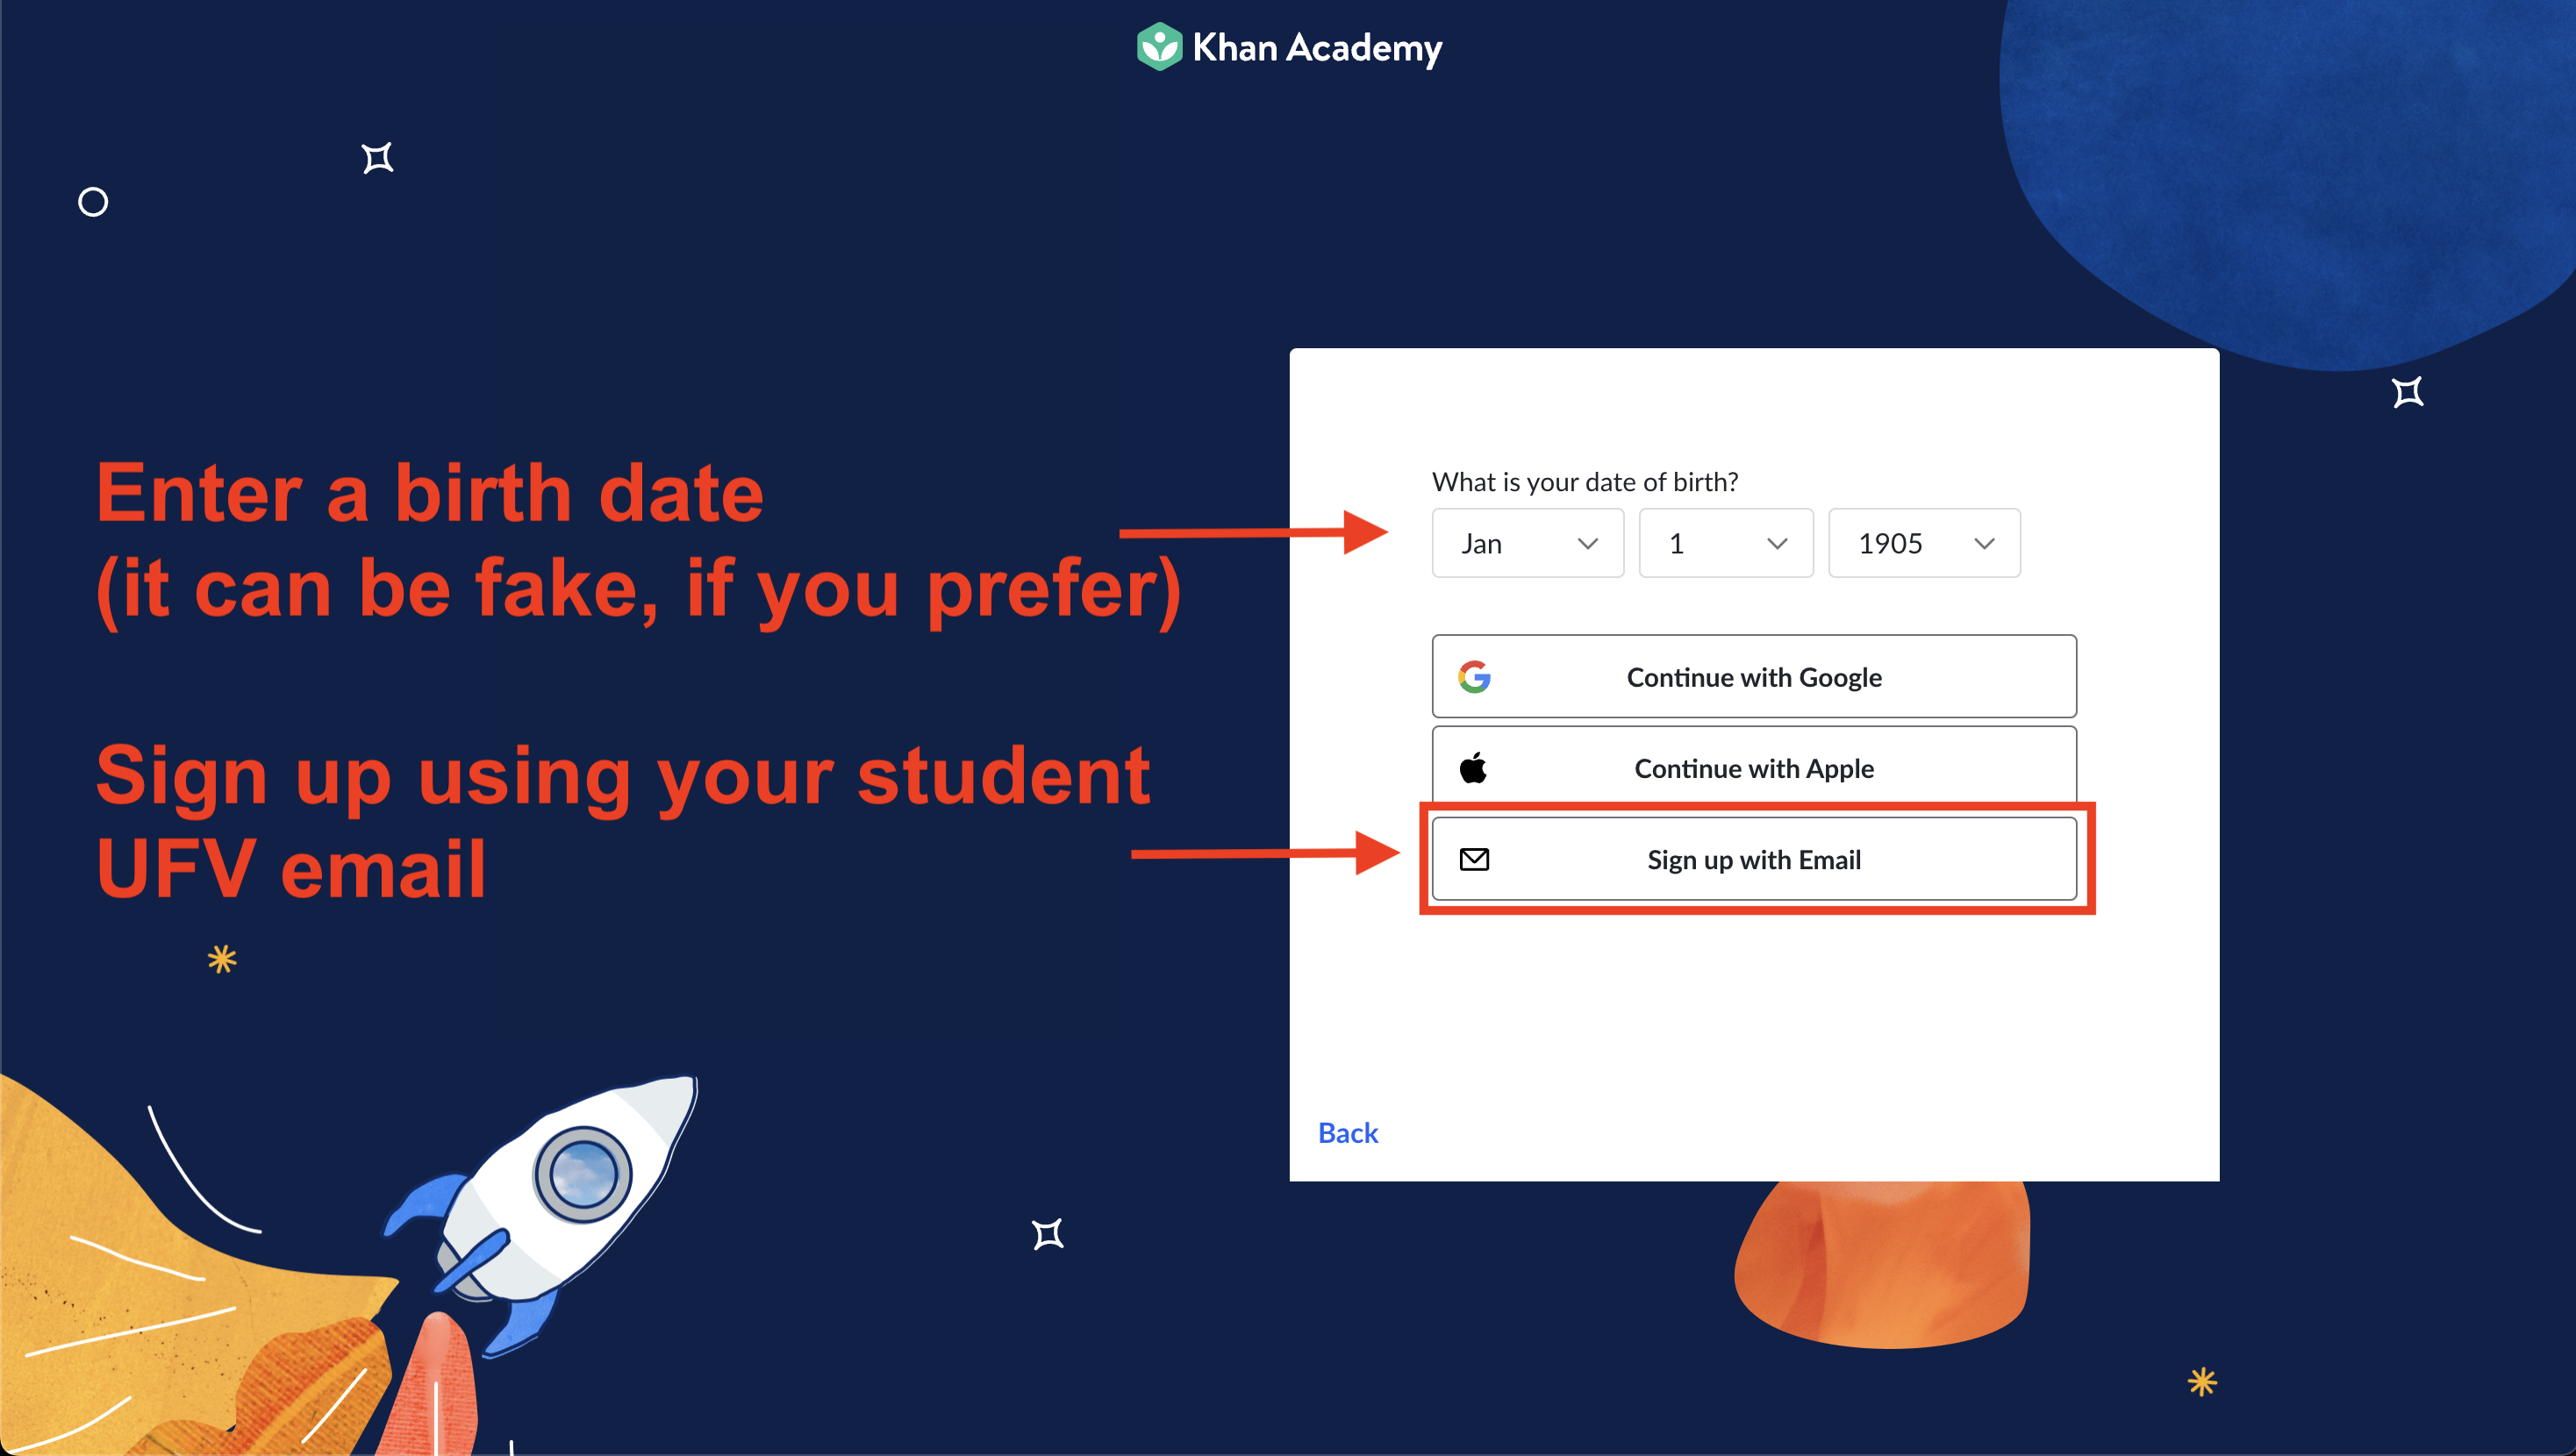 Khan Academy
Enter a birth date
(it can be fake, if you prefer)
Sign up using your student
UFV email
What is your date of birth?
Jan 1 1905
Continue with Google
Continue with Apple
Sign up with Email
Back